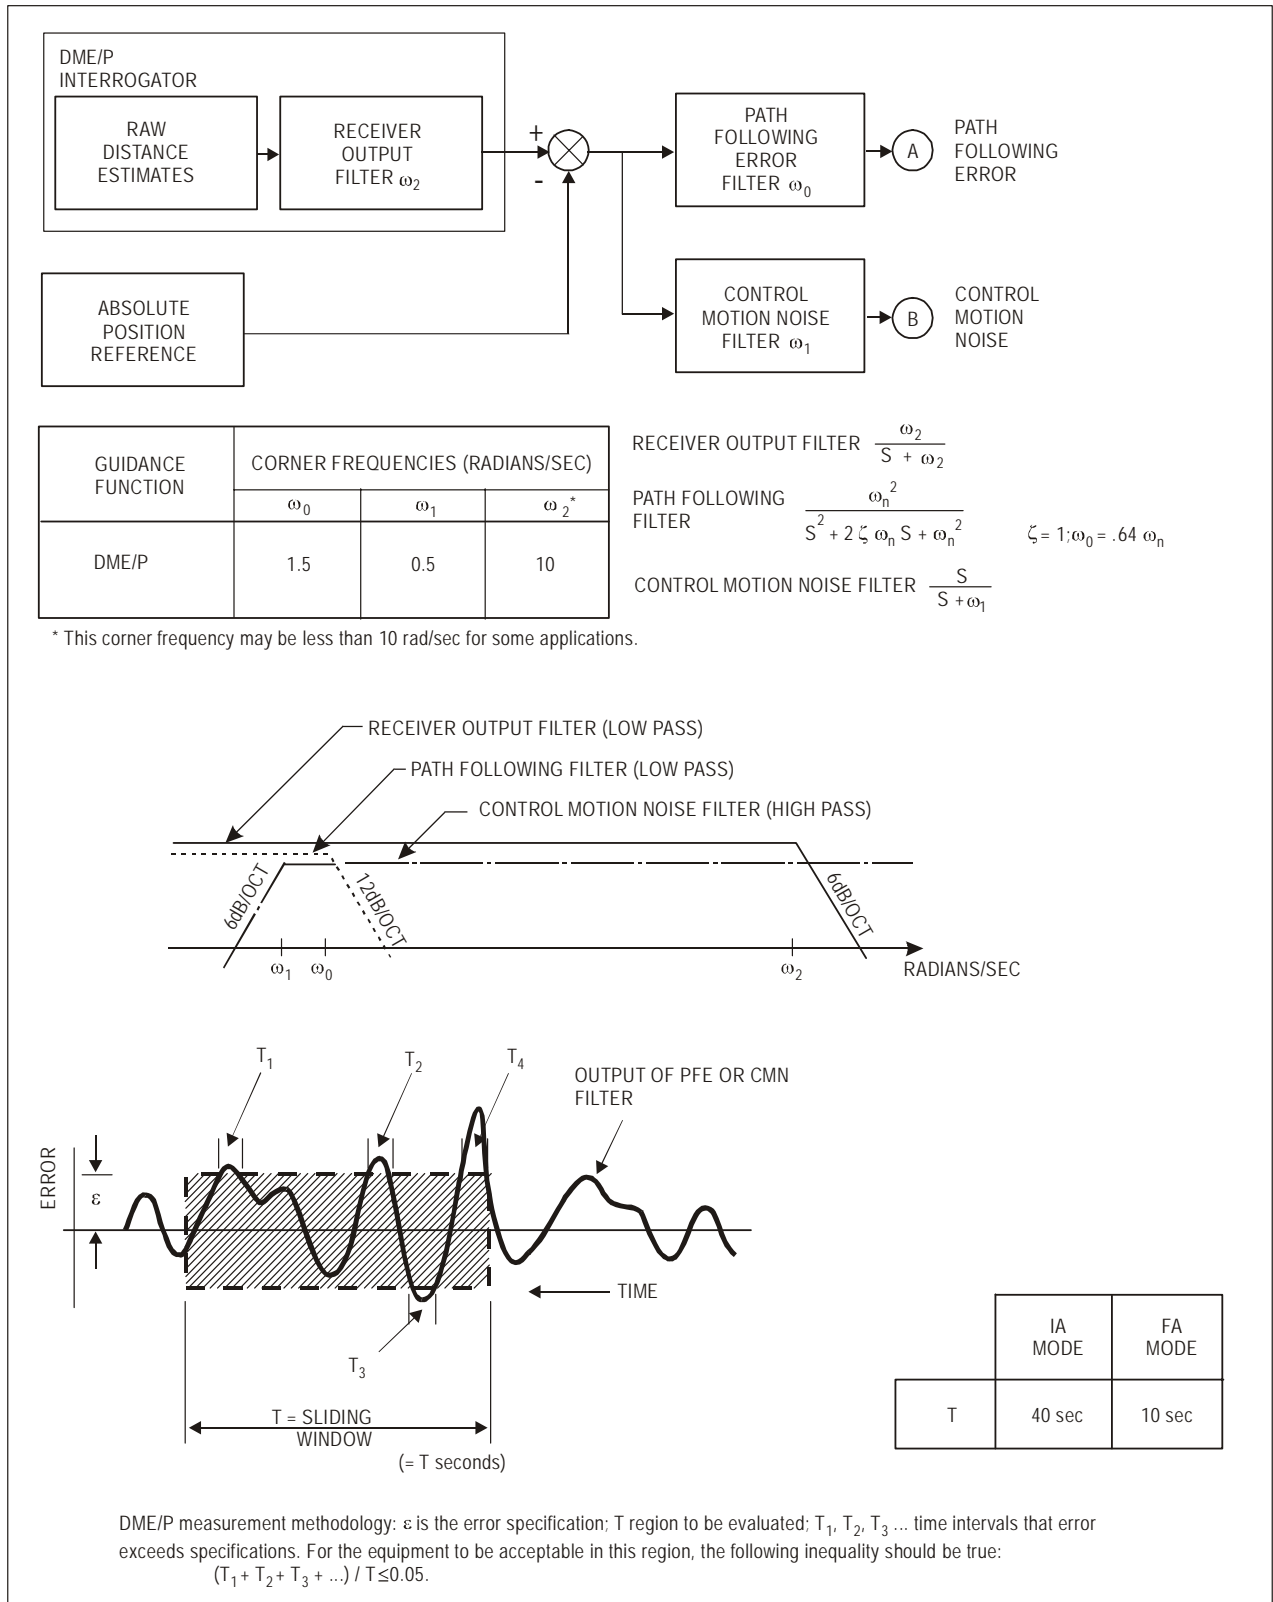 DME/P
INTERROGATOR
RAW
DISTANCE
ESTIMATES
RECEIVER
OUTPUT
FILTER ω₂
+
-
PATH
FOLLOWING
ERROR
FILTER ω₀
A
PATH
FOLLOWING
ERROR
ABSOLUTE
POSITION
REFERENCE
CONTROL
MOTION NOISE
FILTER ω₁
B
CONTROL
MOTION
NOISE
GUIDANCE
FUNCTION
CORNER FREQUENCIES (RADIANS/SEC)
ω₀ ω₁ ω₂*
DME/P 1.5 0.5 10
* This corner frequency may be less than 10 rad/sec for some applications.
RECEIVER OUTPUT FILTER ω₂ / (S + ω₂)
PATH FOLLOWING
FILTER ωₙ² / (S² + 2 ζ ωₙ S + ωₙ²) ζ = 1; ω₀ = .64 ωₙ
CONTROL MOTION NOISE FILTER S / (S + ω₁)
RECEIVER OUTPUT FILTER (LOW PASS)
PATH FOLLOWING FILTER (LOW PASS)
CONTROL MOTION NOISE FILTER (HIGH PASS)
6dB/OCT
12dB/OCT
6dB/OCT
ω₁ ω₀ ω₂
RADIANS/SEC
T₁ T₂ T₄
OUTPUT OF PFE OR CMN
FILTER
ERROR
ε
TIME
T₃
T = SLIDING
WINDOW
(= T seconds)
IA
MODE
FA
MODE
T 40 sec 10 sec
DME/P measurement methodology: ε is the error specification; T region to be evaluated; T₁, T₂, T₃ ... time intervals that error
exceeds specifications. For the equipment to be acceptable in this region, the following inequality should be true:
(T₁ + T₂ + T₃ + ...) / T ≤ 0.05.